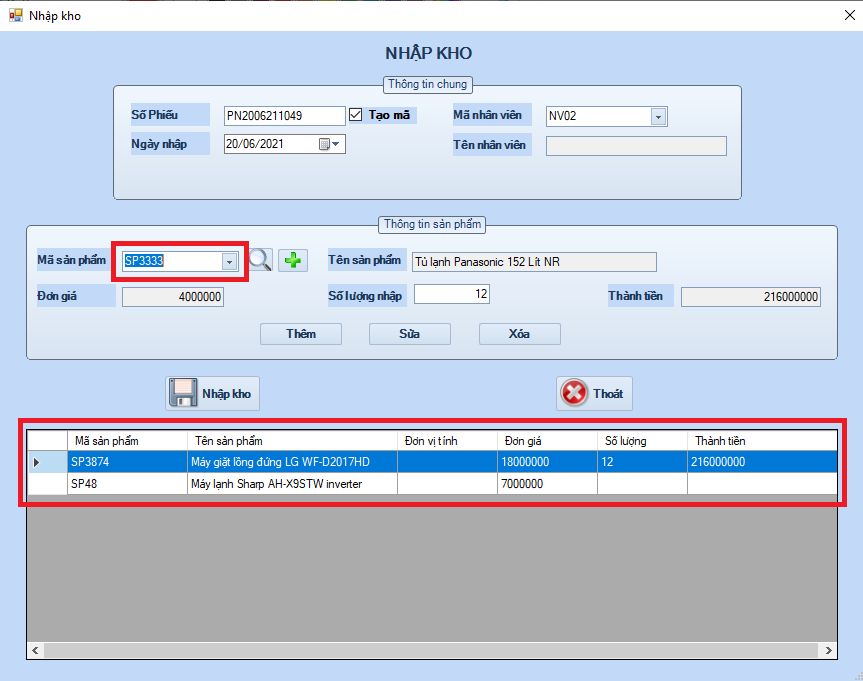 Nhập kho
NHẬP KHO
Thông tin chung
Số Phiếu PN2006211049 Tạo mã Mã nhân viên NV02
Ngày nhập 20/06/2021 Tên nhân viên
Thông tin sản phẩm
Mã sản phẩm SP3333 Tên sản phẩm Tủ lạnh Panasonic 152 Lít NR
Đơn giá 4000000 Số lượng nhập 12 Thành tiền 216000000
Thêm Sửa Xóa
Nhập kho Thoát
Mã sản phẩm Tên sản phẩm Đơn vị tính Đơn giá Số lượng Thành tiền
SP3874 Máy giặt lồng đứng LG WF-D2017HD 18000000 12 216000000
SP48 Máy lạnh Sharp AH-X9STW inverter 7000000